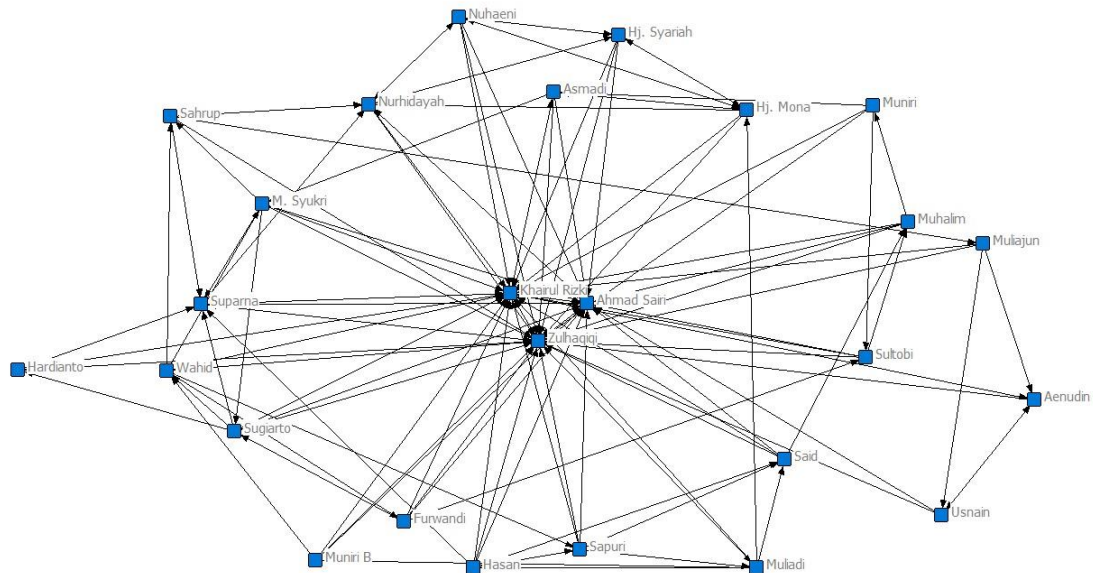 Nuhaeni
Hj. Syariah
Asmadi
Nurhidayah
Hj. Mona
Muniri
Sahrup
M. Syukri
Muhalim
Muliajun
Khairul Rizki
Ahmad Sairi
Suparna
Zulhaqiqi
Sultobi
Hardianto
Wahid
Aenudin
Sugiarto
Said
Usnain
Furwandi
Sapuri
Muniri B
Hasan
Muliadi